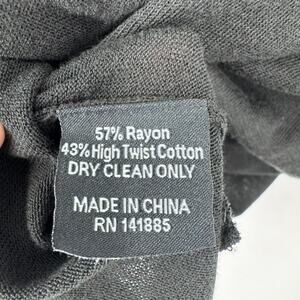 57% Rayon
43% High Twist Cotton
DRY CLEAN ONLY
MADE IN CHINA
RN 141885